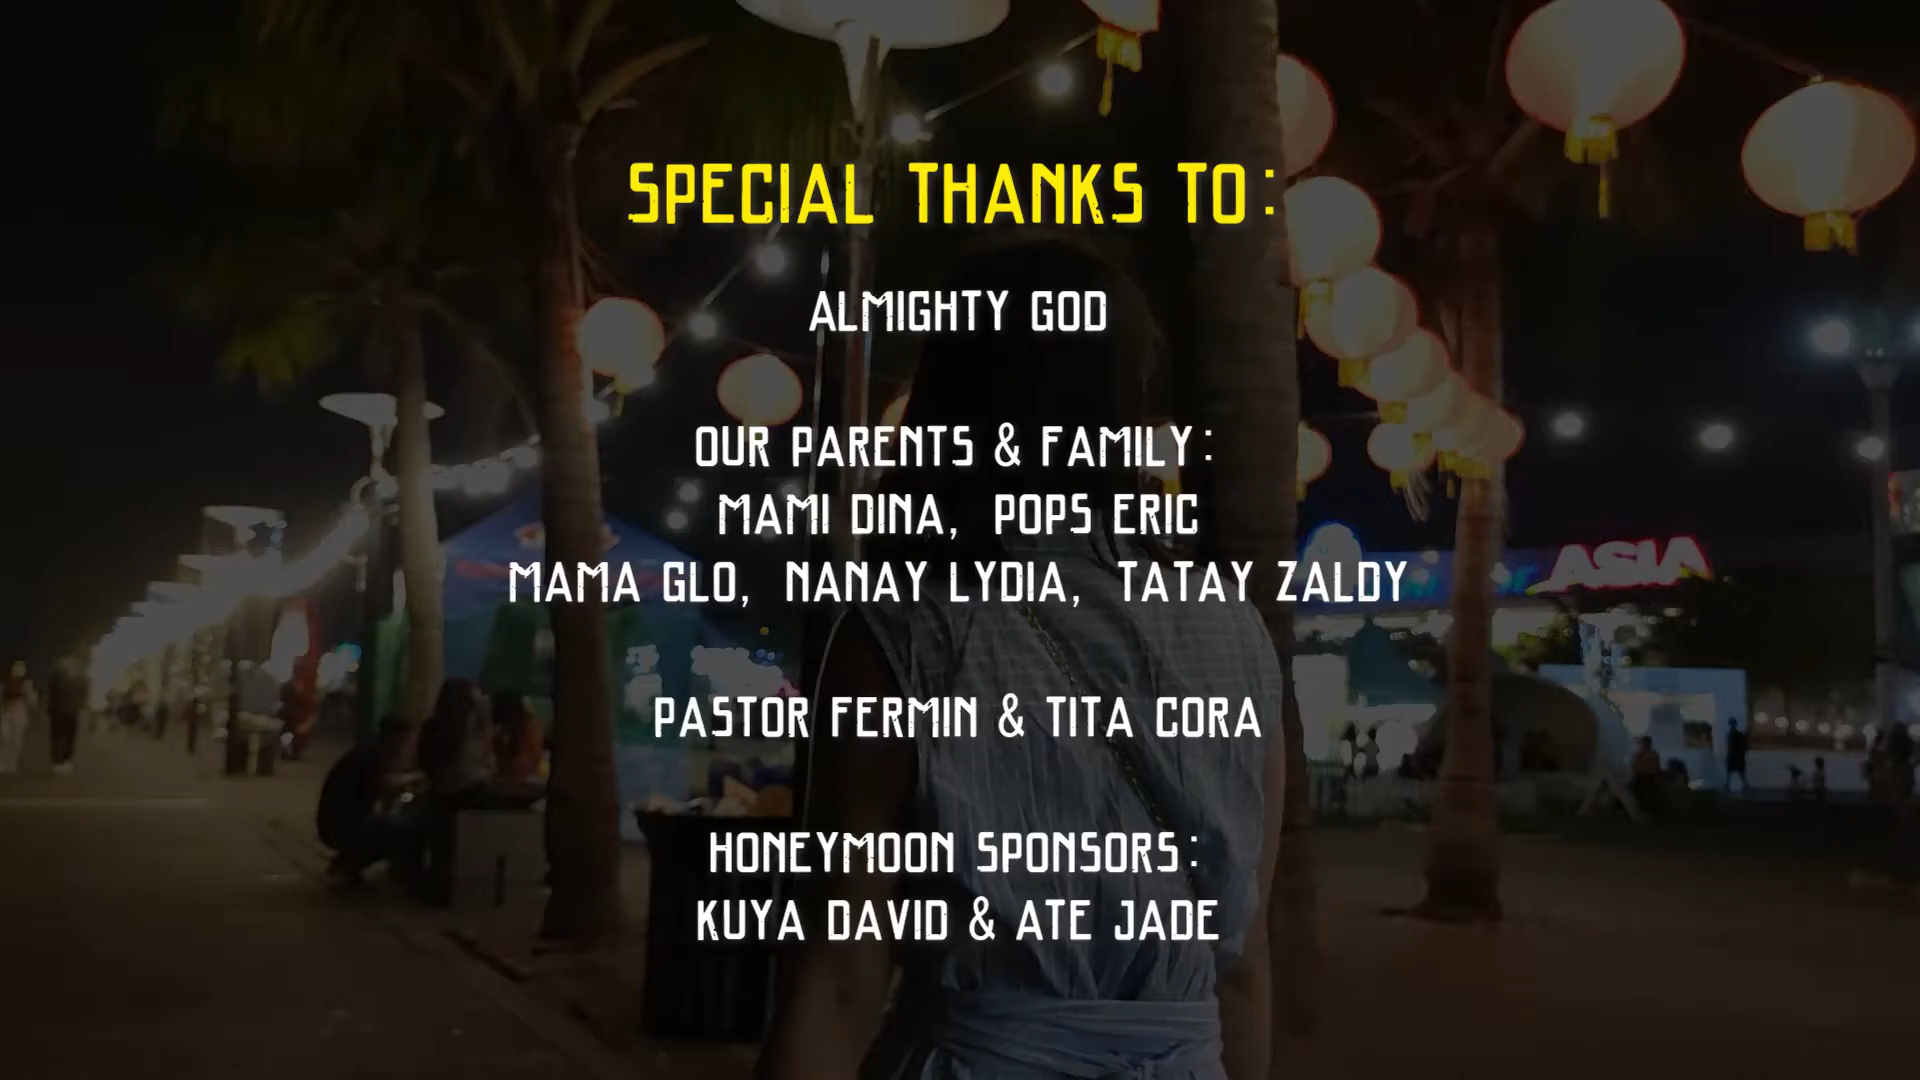 SPECIAL THANKS TO:
ALMIGHTY GOD
OUR PARENTS & FAMILY:
MAMI DINA, POPS ERIC
MAMA GLO, NANAY LYDIA, TATAY ZALDY
ASIA
PASTOR FERMIN & TITA CORA
HONEYMOON SPONSORS:
KUYA DAVID & ATE JADE